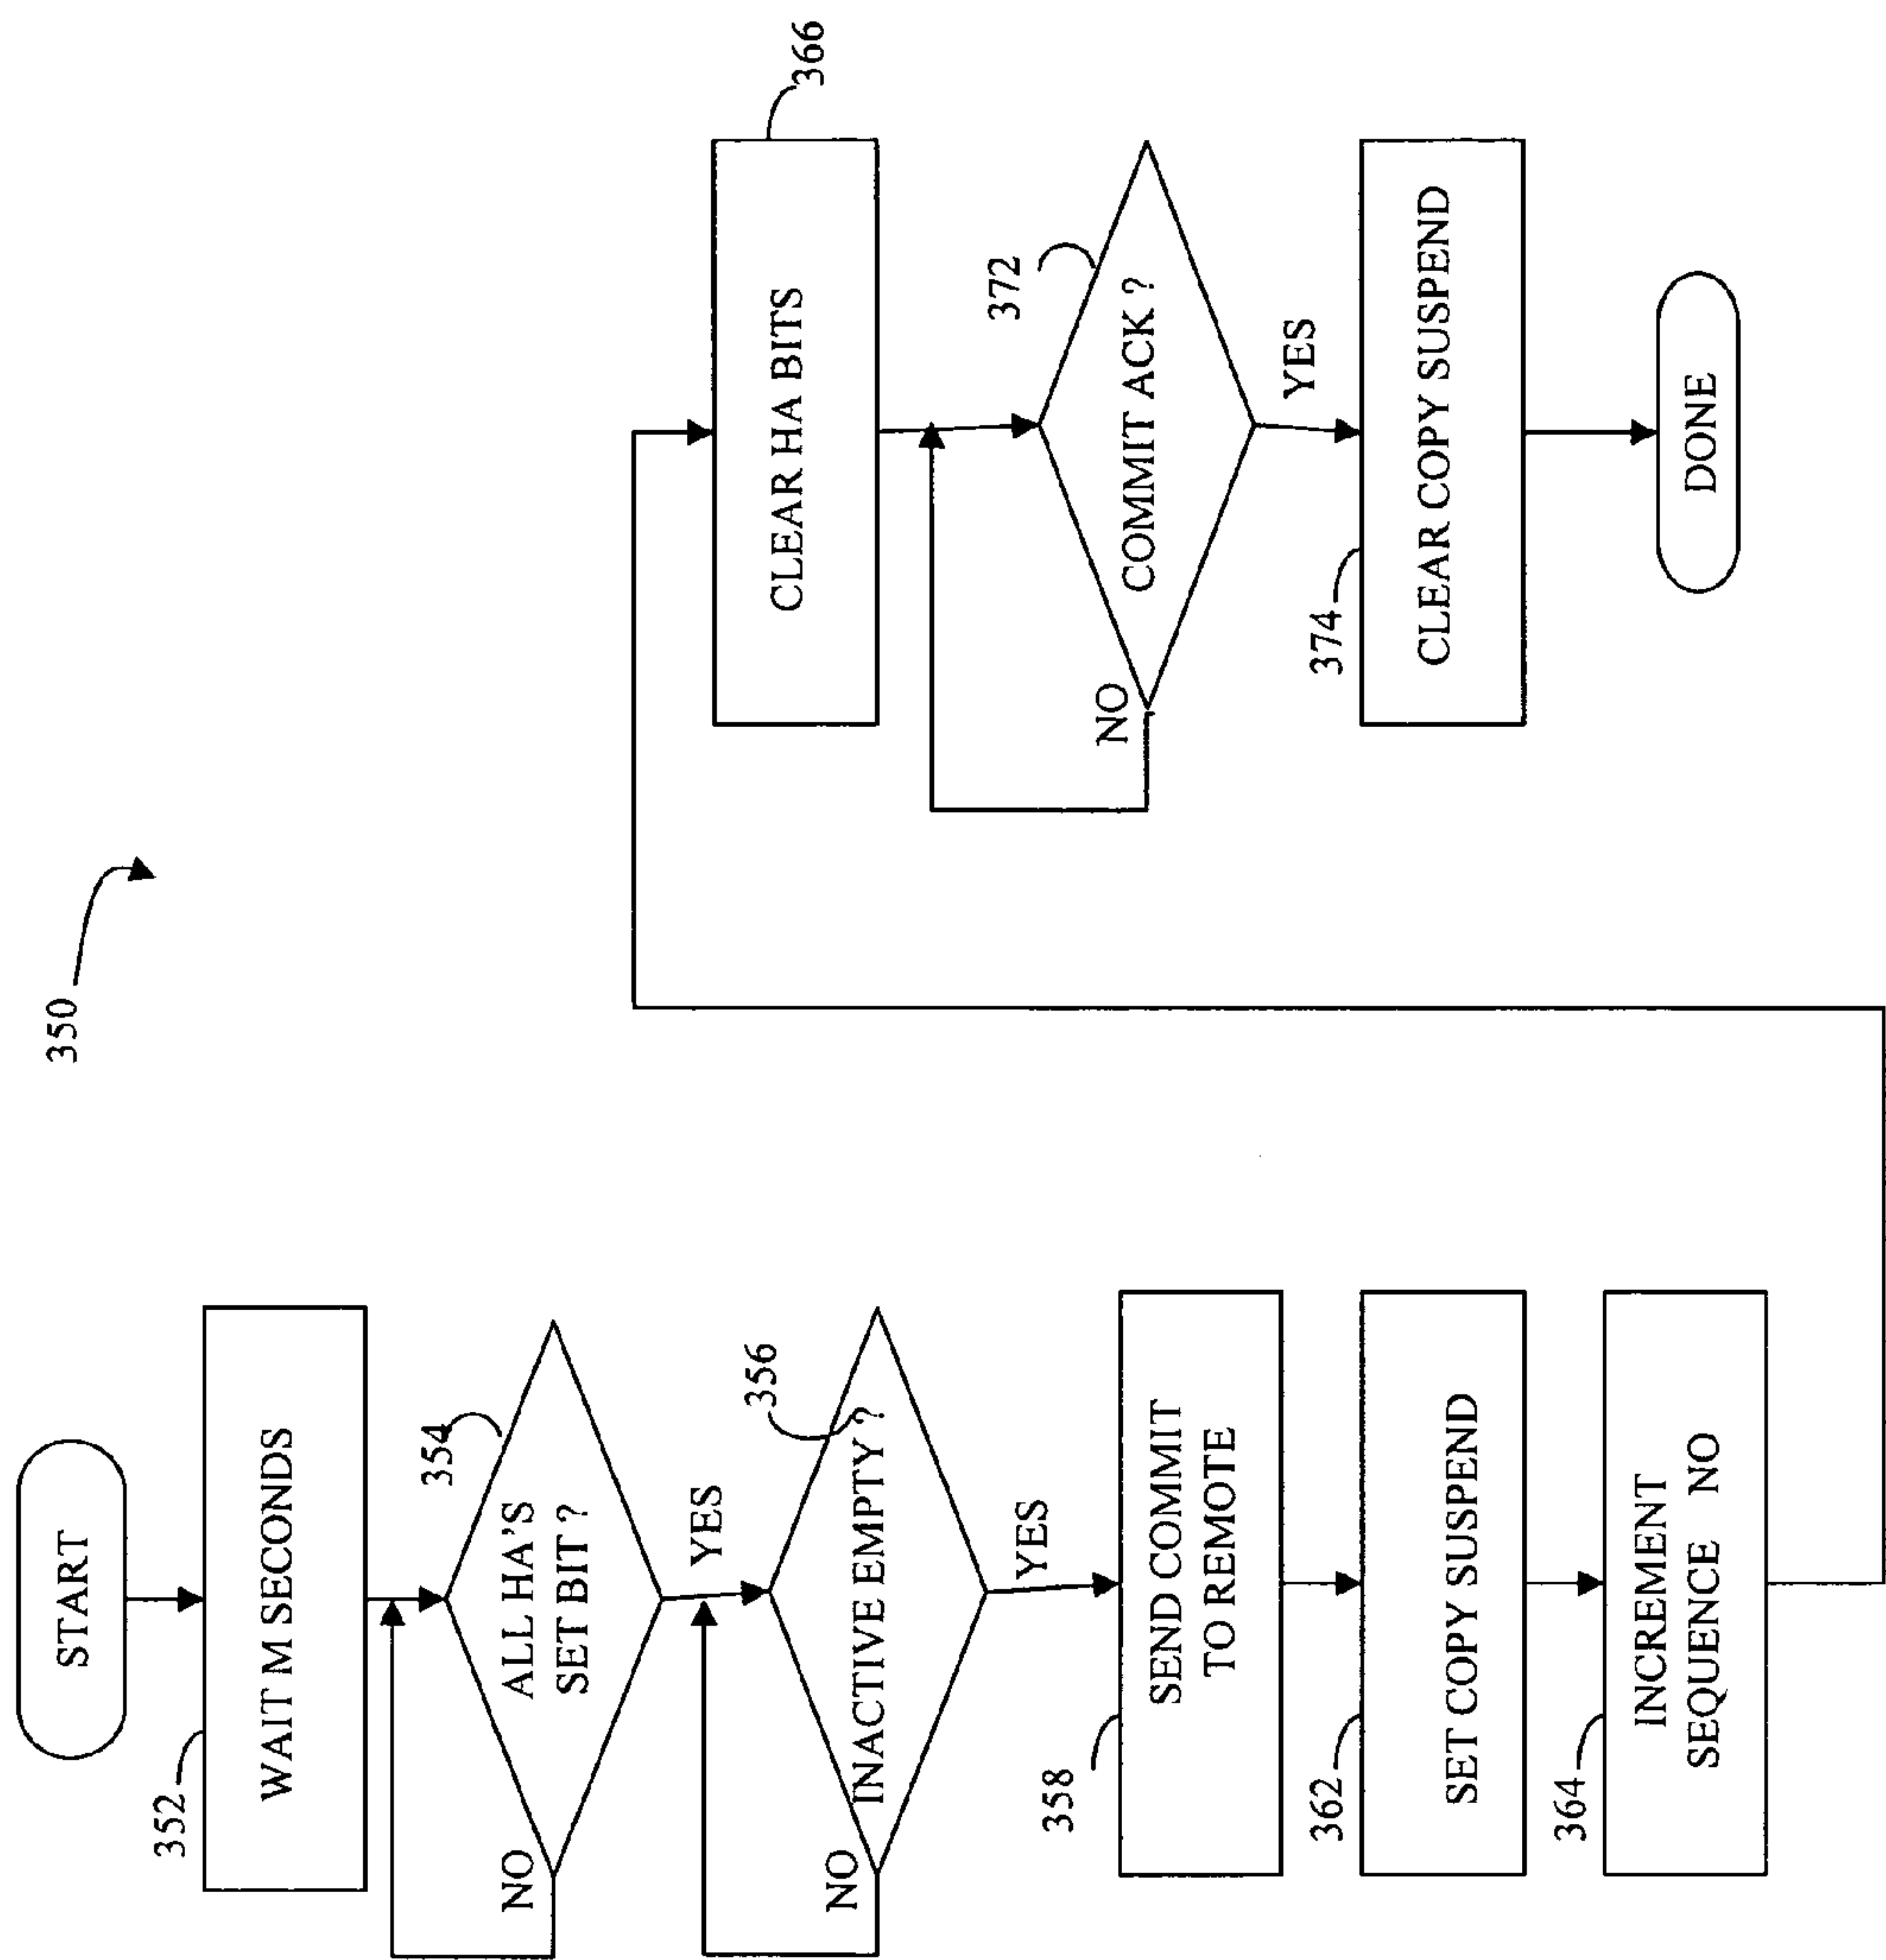 350
START
352
WAIT M SECONDS
354
ALL HA'S
SET BIT ?
NO
YES
356
INACTIVE EMPTY ?
NO
YES
358
SEND COMMIT
TO REMOTE
362
SET COPY SUSPEND
364
INCREMENT
SEQUENCE NO
366
CLEAR HA BITS
372
COMMIT ACK ?
NO
YES
374
CLEAR COPY SUSPEND
DONE